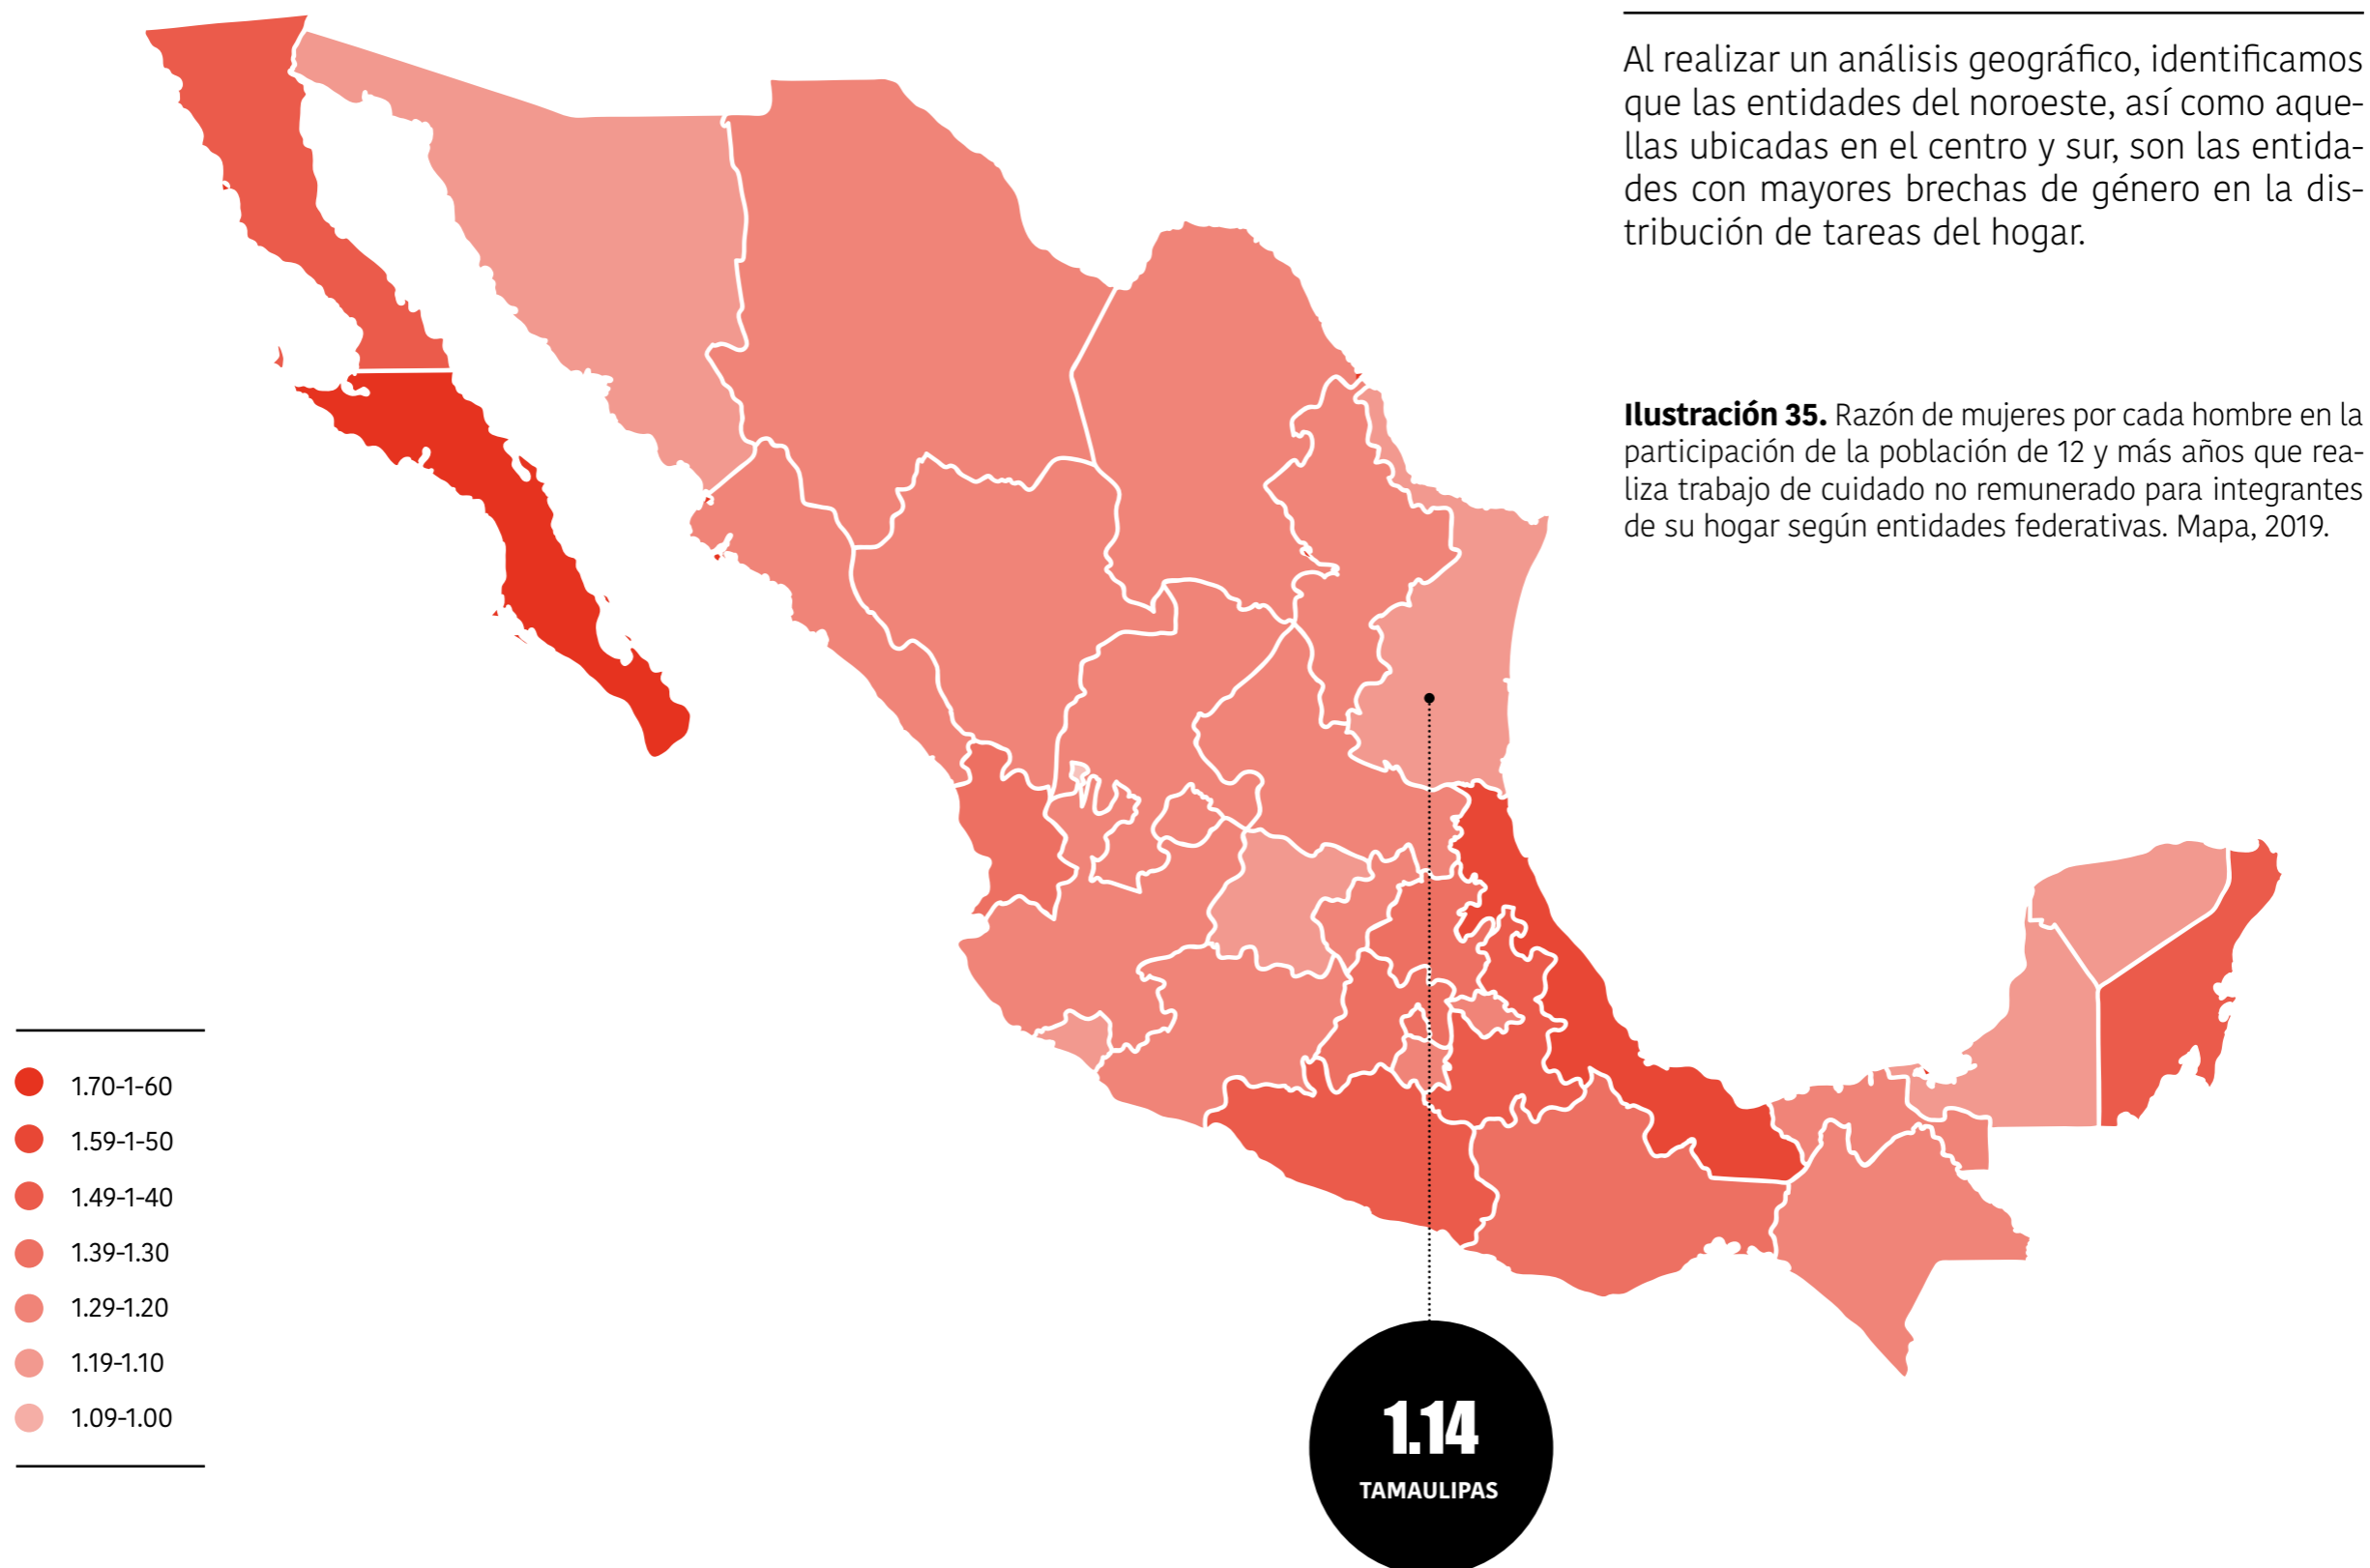 Al realizar un análisis geográfico, identificamos
que las entidades del noroeste, así como aque-
llas ubicadas en el centro y sur, son las entida-
des con mayores brechas de género en la dis-
tribución de tareas del hogar.
Ilustración 35. Razón de mujeres por cada hombre en la
participación de la población de 12 y más años que rea-
liza trabajo de cuidado no remunerado para integrantes
de su hogar según entidades federativas. Mapa, 2019.
1.70-1-60
1.59-1-50
1.49-1-40
1.39-1.30
1.29-1.20
1.19-1.10
1.09-1.00
1.14
TAMAULIPAS